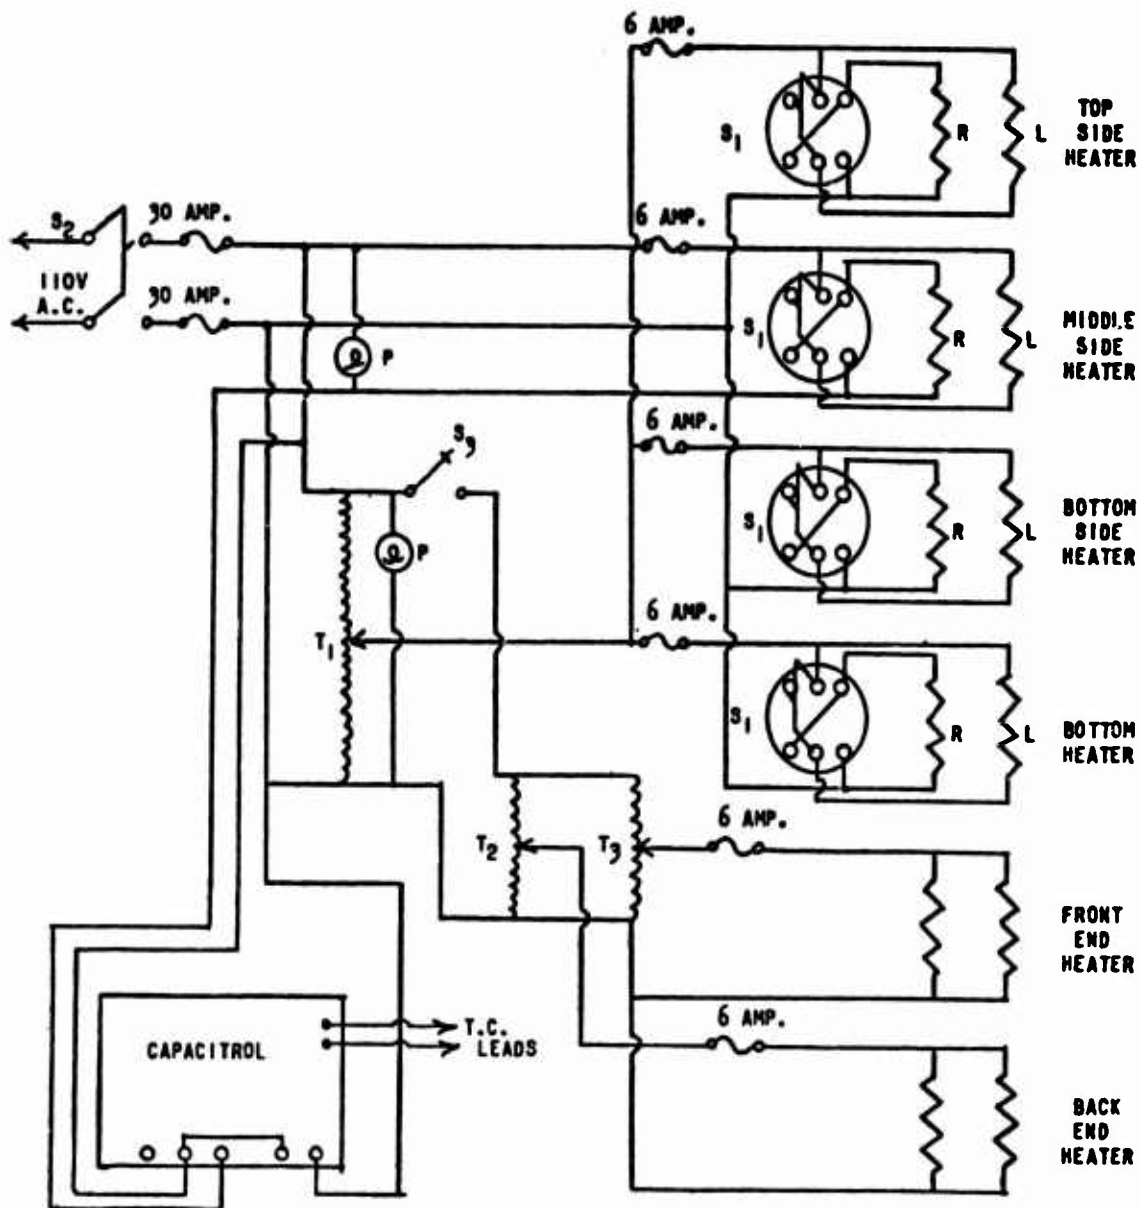 6 AMP.
S1
R
L
TOP
SIDE
HEATER
S2
30 AMP.
110V
A.C.
30 AMP.
P
6 AMP.
S1
R
L
MIDDLE
SIDE
HEATER
S3
P
6 AMP.
S1
R
L
BOTTOM
SIDE
HEATER
T1
6 AMP.
S1
R
L
BOTTOM
HEATER
T2
T3
6 AMP.
FRONT
END
HEATER
CAPACITROL
T.C.
LEADS
6 AMP.
BACK
END
HEATER